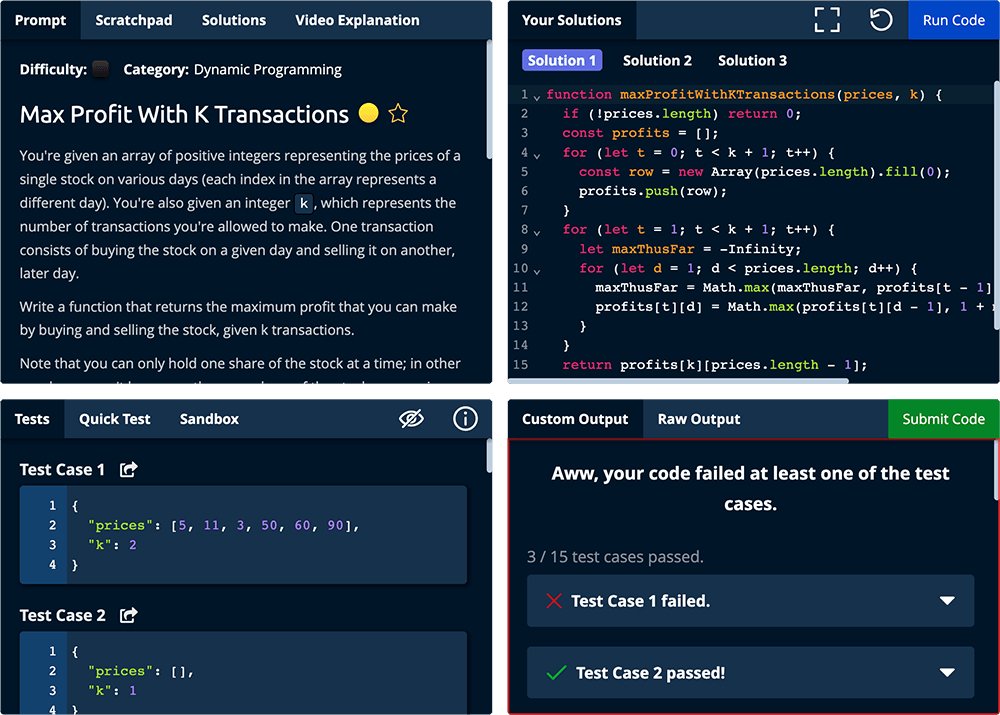 Prompt Scratchpad Solutions Video Explanation
Difficulty: Category: Dynamic Programming
Max Profit With K Transactions
You're given an array of positive integers representing the prices of a
single stock on various days (each index in the array represents a
different day). You're also given an integer k, which represents the
number of transactions you're allowed to make. One transaction
consists of buying the stock on a given day and selling it on another,
later day.
Write a function that returns the maximum profit that you can make
by buying and selling the stock, given k transactions.
Note that you can only hold one share of the stock at a time; in other
Your Solutions Run Code
Solution 1 Solution 2 Solution 3
1 function maxProfitWithKTransactions(prices, k) {
2 if (!prices.length) return 0;
3 const profits = [];
4 for (let t = 0; t < k + 1; t++) {
5 const row = new Array(prices.length).fill(0);
6 profits.push(row);
7 }
8 for (let t = 1; t < k + 1; t++) {
9 let maxThusFar = -Infinity;
10 for (let d = 1; d < prices.length; d++) {
11 maxThusFar = Math.max(maxThusFar, profits[t - 1]
12 profits[t][d] = Math.max(profits[t][d - 1], 1 +
13 }
14 }
15 return profits[k][prices.length - 1];
Tests Quick Test Sandbox
Test Case 1
1 {
2 "prices": [5, 11, 3, 50, 60, 90],
3 "k": 2
4 }
Test Case 2
1 {
2 "prices": [],
3 "k": 1
4 }
Custom Output Raw Output Submit Code
Aww, your code failed at least one of the test
cases.
3 / 15 test cases passed.
Test Case 1 failed.
Test Case 2 passed!